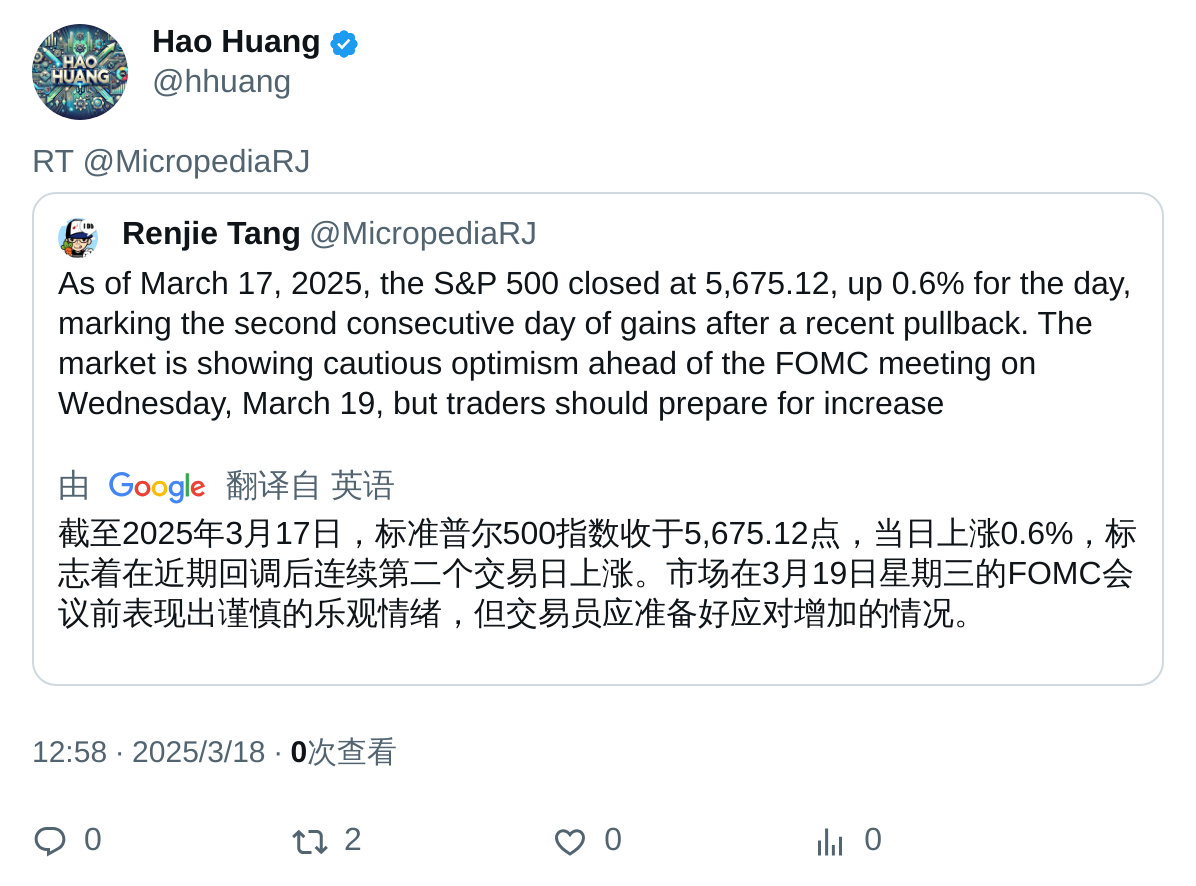 HAO
HUANG
Hao Huang
@hhuang
RT @MicropediaRJ
Renjie Tang @MicropediaRJ
As of March 17, 2025, the S&P 500 closed at 5,675.12, up 0.6% for the day,
marking the second consecutive day of gains after a recent pullback. The
market is showing cautious optimism ahead of the FOMC meeting on
Wednesday, March 19, but traders should prepare for increase
由 Google 翻译自 英语
截至2025年3月17日，标准普尔500指数收于5,675.12点，当日上涨0.6%，标
志着在近期回调后连续第二个交易日上涨。市场在3月19日星期三的FOMC会
议前表现出谨慎的乐观情绪，但交易员应准备好应对增加的情况。
12:58 · 2025/3/18 · 0次查看
0 2 0 0